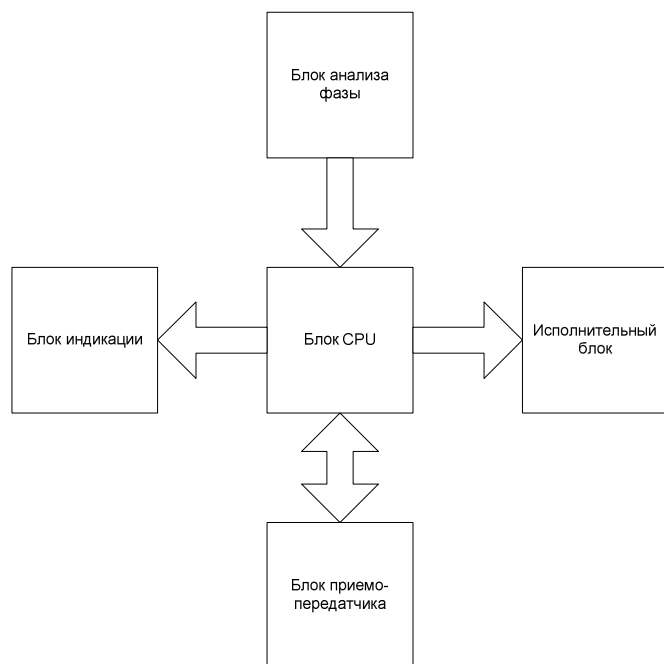 Блок анализа
фазы
Блок индикации
Блок CPU
Исполнительный
блок
Блок приемо-
передатчика